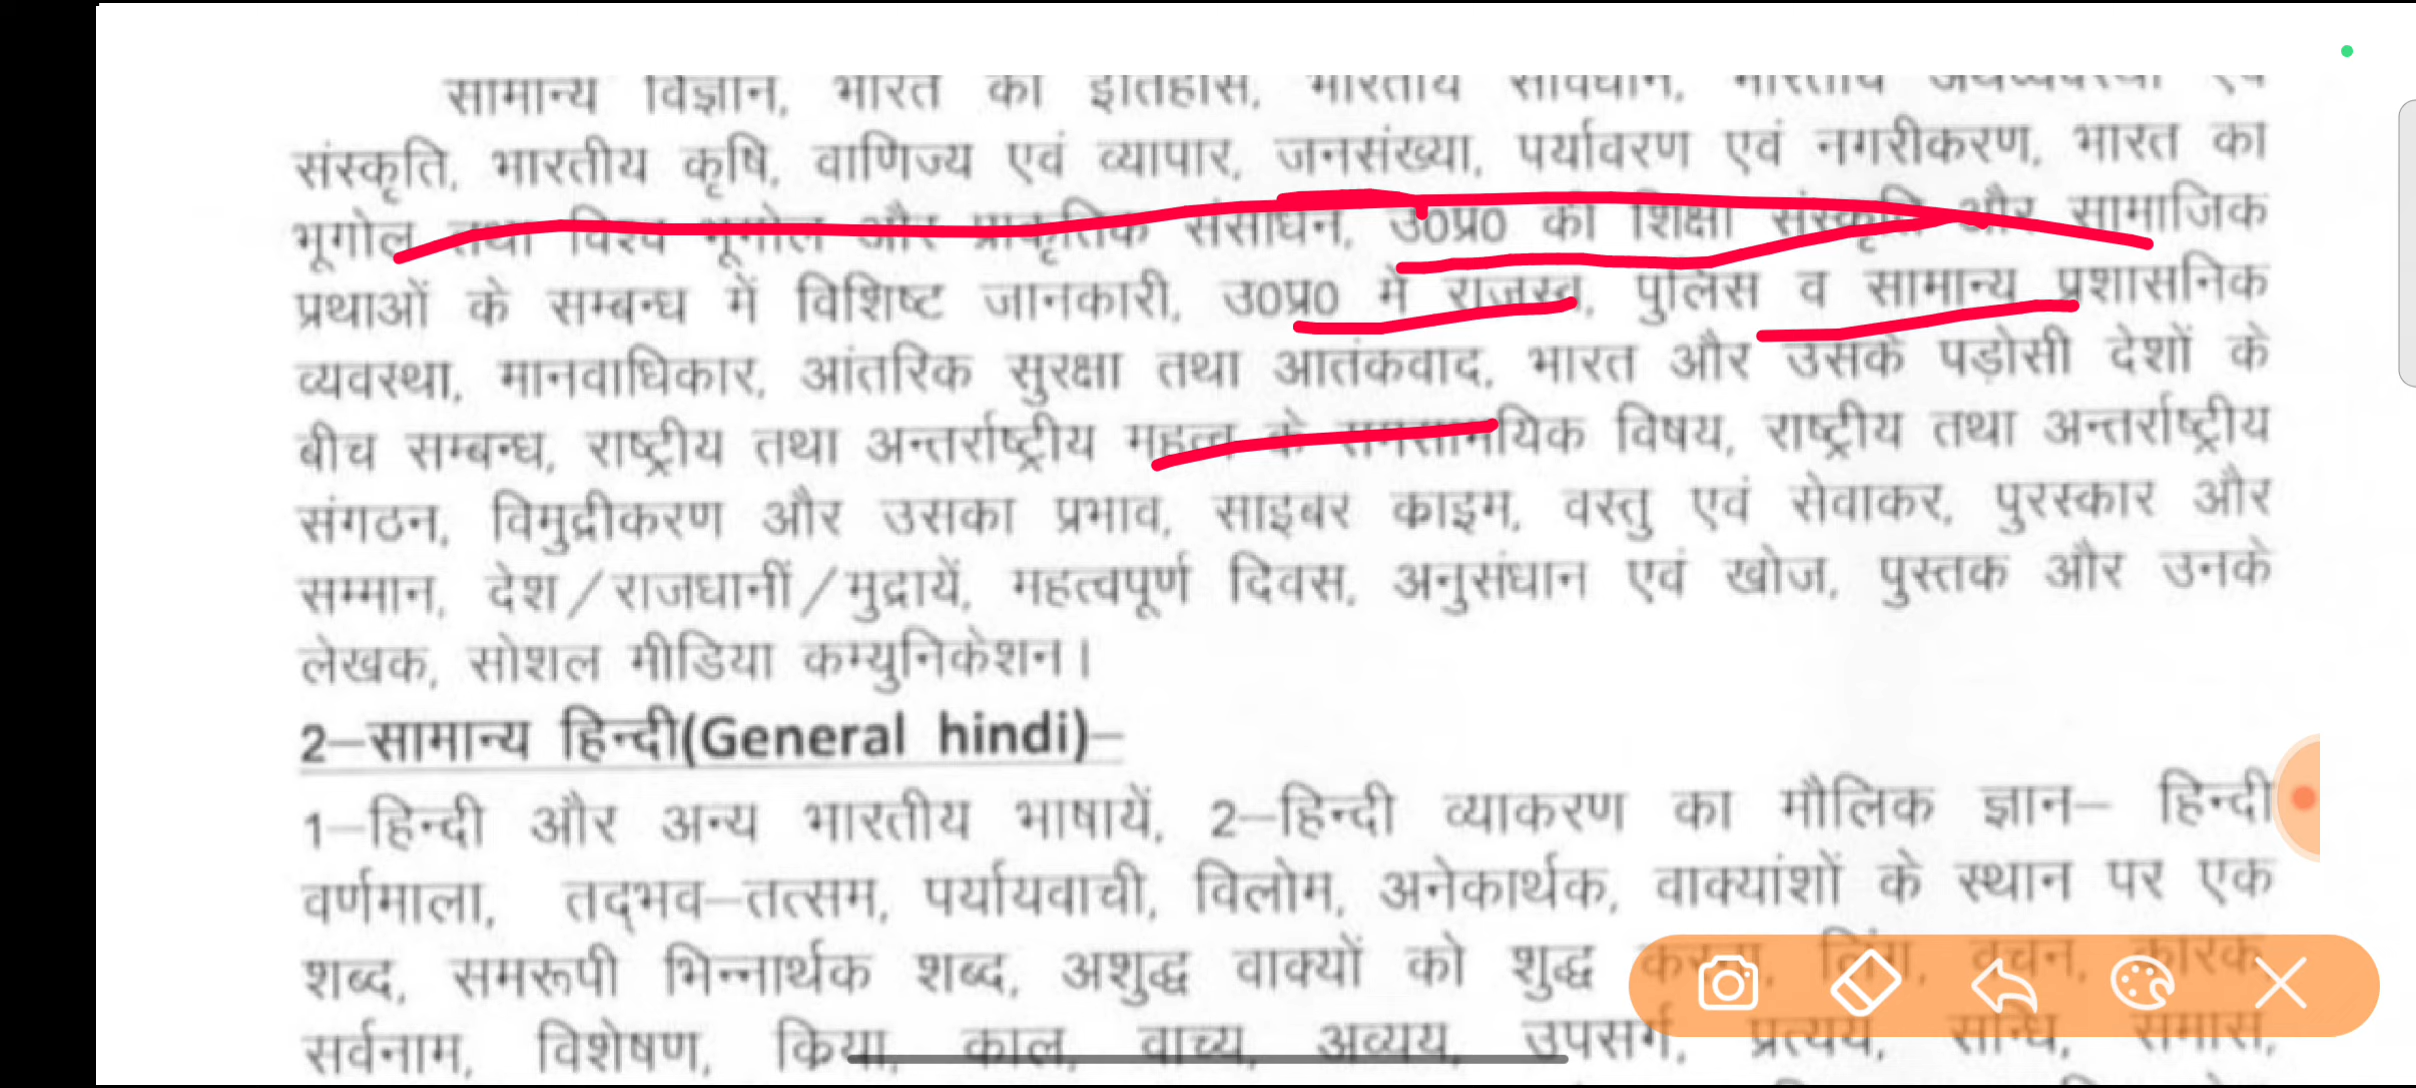 सामान्य विज्ञान, भारत का इतिहास, भारतीय संविधान, भारतीय अर्थव्यवस्था एवं
संस्कृति, भारतीय कृषि, वाणिज्य एवं व्यापार, जनसंख्या, पर्यावरण एवं नगरीकरण, भारत का
भूगोल तथा विश्व भूगोल और प्राकृतिक संसाधन, उ0प्र0 की शिक्षा संस्कृति और सामाजिक
प्रथाओं के सम्बन्ध में विशिष्ट जानकारी, उ0प्र0 में राजस्व, पुलिस व सामान्य प्रशासनिक
व्यवस्था, मानवाधिकार, आंतरिक सुरक्षा तथा आतंकवाद, भारत और उसके पड़ोसी देशों के
बीच सम्बन्ध, राष्ट्रीय तथा अन्तर्राष्ट्रीय महत्व के समसामयिक विषय, राष्ट्रीय तथा अन्तर्राष्ट्रीय
संगठन, विमुद्रीकरण और उसका प्रभाव, साइबर काइम, वस्तु एवं सेवाकर, पुरस्कार और
सम्मान, देश/राजधानीं/मुद्रायें, महत्वपूर्ण दिवस, अनुसंधान एवं खोज, पुस्तक और उनके
लेखक, सोशल मीडिया कम्युनिकेशन।
2–सामान्य हिन्दी(General hindi)–
1–हिन्दी और अन्य भारतीय भाषायें, 2–हिन्दी व्याकरण का मौलिक ज्ञान– हिन्दी
वर्णमाला, तद्भव–तत्सम, पर्यायवाची, विलोम, अनेकार्थक, वाक्यांशों के स्थान पर एक
शब्द, समरूपी भिन्नार्थक शब्द, अशुद्ध वाक्यों को शुद्ध करना, लिंग, वचन, कारक,
सर्वनाम, विशेषण, किया, काल, वाच्य, अव्यय, उपसर्ग, प्रत्यय, सन्धि, समास,